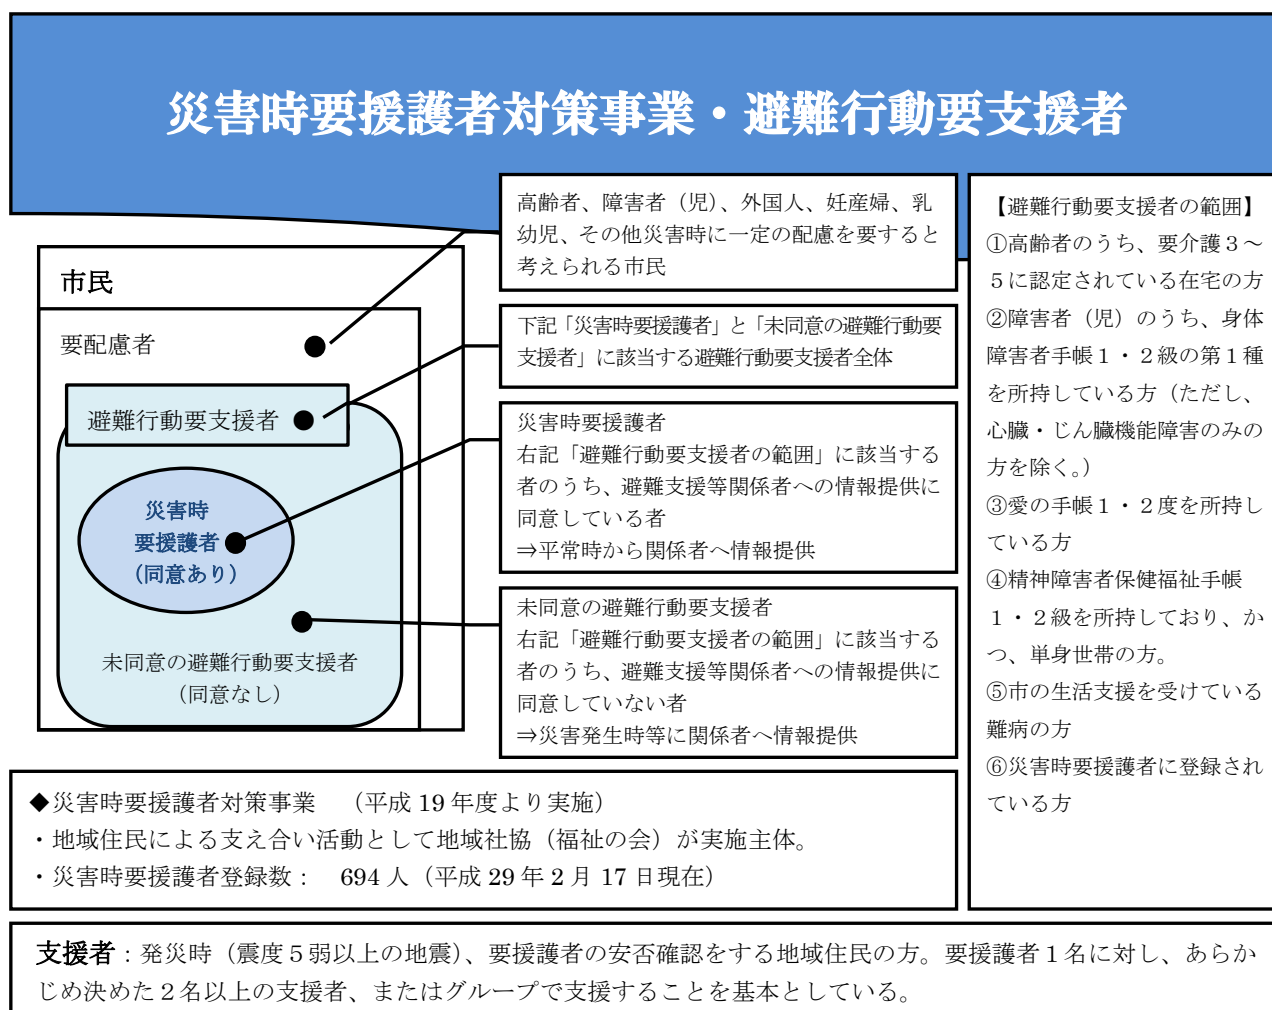 災害時要援護者対策事業・避難行動要支援者
市民
要配慮者
避難行動要支援者
災害時
要援護者
（同意あり）
未同意の避難行動要支援者
（同意なし）
高齢者、障害者（児）、外国人、妊産婦、乳
幼児、その他災害時に一定の配慮を要すると
考えられる市民
下記「災害時要援護者」と「未同意の避難行動要
支援者」に該当する避難行動要支援者全体
災害時要援護者
右記「避難行動要支援者の範囲」に該当する
者のうち、避難支援等関係者への情報提供に
同意している者
⇒平常時から関係者へ情報提供
未同意の避難行動要支援者
右記「避難行動要支援者の範囲」に該当する
者のうち、避難支援等関係者への情報提供に
同意していない者
⇒災害発生時等に関係者へ情報提供
【避難行動要支援者の範囲】
①高齢者のうち、要介護３～
５に認定されている在宅の方
②障害者（児）のうち、身体
障害者手帳１・２級の第１種
を所持している方（ただし、
心臓・じん臓機能障害のみの
方を除く。）
③愛の手帳１・２度を所持し
ている方
④精神障害者保健福祉手帳
１・２級を所持しており、か
つ、単身世帯の方。
⑤市の生活支援を受けている
難病の方
⑥災害時要援護者に登録され
ている方
◆災害時要援護者対策事業　（平成 19 年度より実施）
・地域住民による支え合い活動として地域社協（福祉の会）が実施主体。
・災害時要援護者登録数：　694 人（平成 29 年 2 月 17 日現在）
支援者：発災時（震度５弱以上の地震）、要援護者の安否確認をする地域住民の方。要援護者１名に対し、あらか
じめ決めた２名以上の支援者、またはグループで支援することを基本としている。